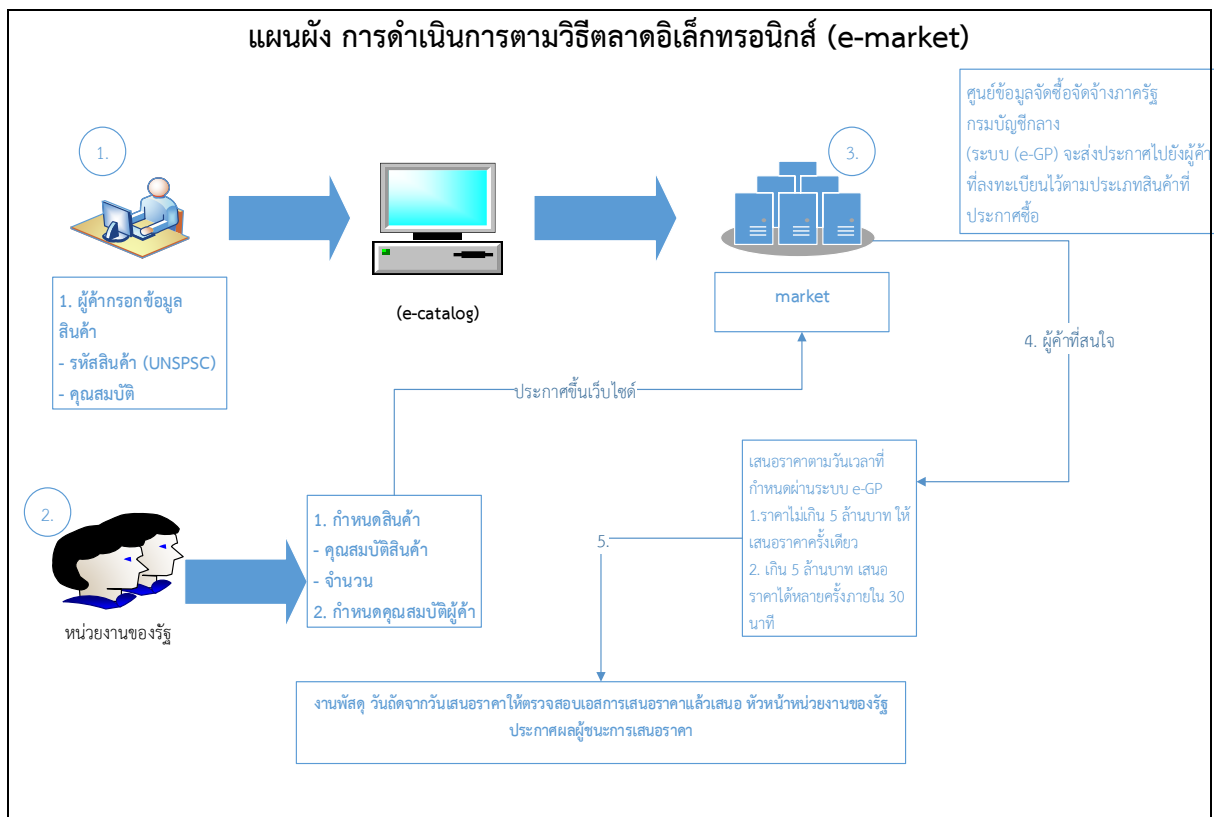 แผนผัง การดำเนินการตามวิธีตลาดอิเล็กทรอนิกส์ (e-market)
ศูนย์ข้อมูลจัดซื้อจัดจ้างภาครัฐ
กรมบัญชีกลาง
(ระบบ (e-GP) จะส่งประกาศไปยังผู้ค้า
ที่ลงทะเบียนไว้ตามประเภทสินค้าที่
ประกาศซื้อ
1.
3.
1. ผู้ค้ากรอกข้อมูล
สินค้า
- รหัสสินค้า (UNSPSC)
- คุณสมบัติ
(e-catalog)
market
4. ผู้ค้าที่สนใจ
ประกาศขึ้นเว็บไซด์
2.
หน่วยงานของรัฐ
1. กำหนดสินค้า
- คุณสมบัติสินค้า
- จำนวน
2. กำหนดคุณสมบัติผู้ค้า
เสนอราคาตามวันเวลาที่
กำหนดผ่านระบบ e-GP
1.ราคาไม่เกิน 5 ล้านบาท ให้
เสนอราคาครั้งเดียว
2. เกิน 5 ล้านบาท เสนอ
ราคาได้หลายครั้งภายใน 30
นาที
5.
งานพัสดุ วันถัดจากวันเสนอราคาให้ตรวจสอบเอสการเสนอราคาแล้วเสนอ หัวหน้าหน่วยงานของรัฐ
ประกาศผลผู้ชนะการเสนอราคา